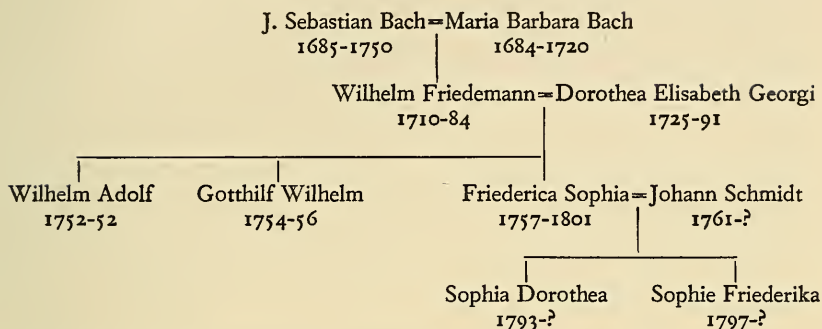 J. Sebastian Bach=Maria Barbara Bach
1685-1750 1684-1720
Wilhelm Friedemann=Dorothea Elisabeth Georgi
1710-84 1725-91
Wilhelm Adolf Gotthilf Wilhelm Friederica Sophia=Johann Schmidt
1752-52 1754-56 1757-1801 1761-?
Sophia Dorothea Sophie Friederika
1793-? 1797-?